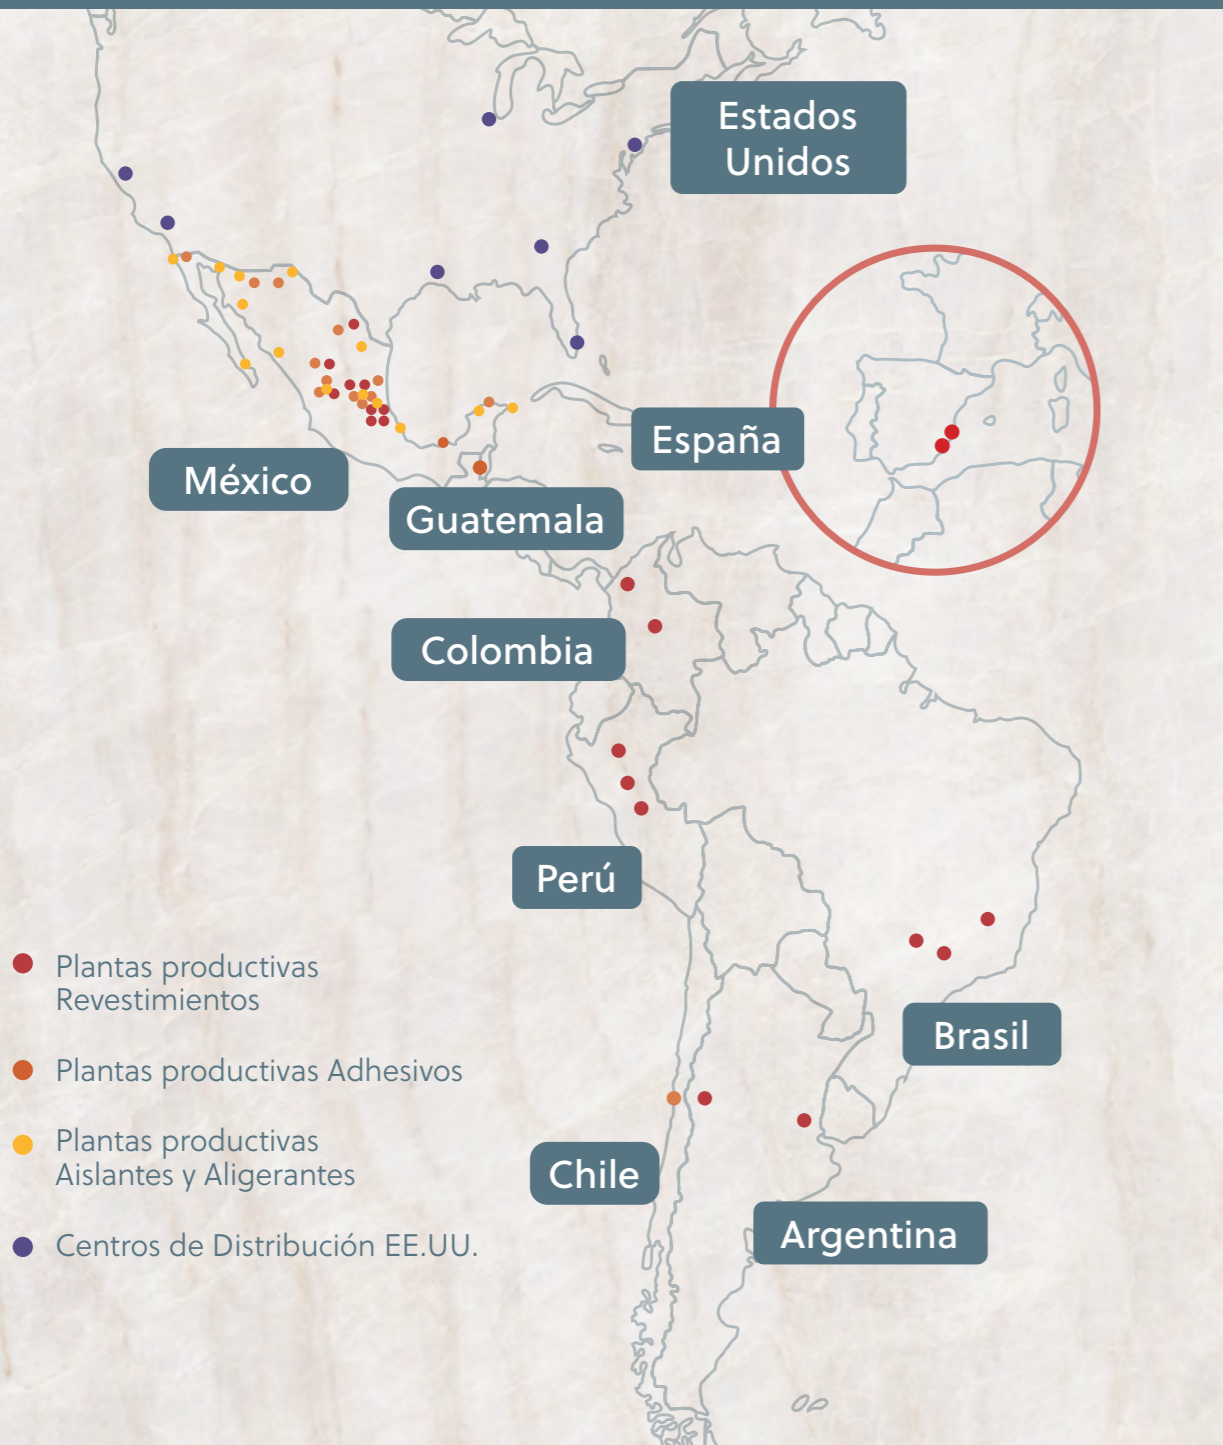 Estados
Unidos
España
México
Guatemala
Colombia
Perú
Plantas productivas
Revestimientos
Brasil
Plantas productivas Adhesivos
Plantas productivas
Aislantes y Aligerantes
Chile
Argentina
Centros de Distribución EE.UU.